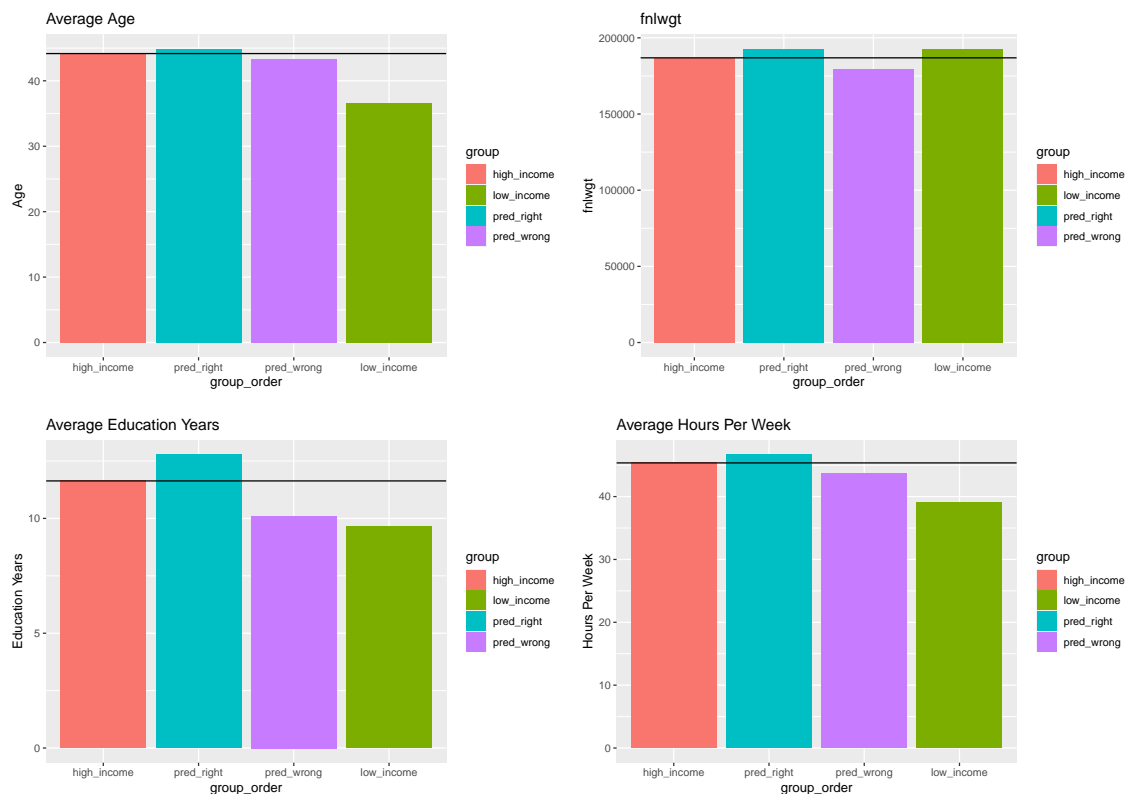 Average Age
Age
40
30
20
10
0
high_income pred_right pred_wrong low_income
group_order
group
high_income
low_income
pred_right
pred_wrong
fnlwgt
fnlwgt
200000
150000
100000
50000
0
high_income pred_right pred_wrong low_income
group_order
group
high_income
low_income
pred_right
pred_wrong
Average Education Years
Education Years
10
5
0
high_income pred_right pred_wrong low_income
group_order
group
high_income
low_income
pred_right
pred_wrong
Average Hours Per Week
Hours Per Week
40
30
20
10
0
high_income pred_right pred_wrong low_income
group_order
group
high_income
low_income
pred_right
pred_wrong